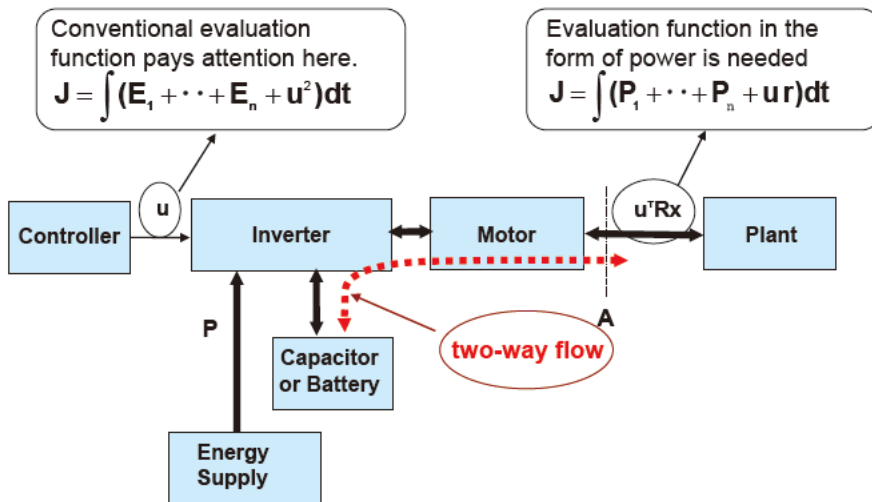 Conventional evaluation
function pays attention here.
J = ∫(E₁ + ‥ + Eₙ + u²)dt
Evaluation function in the
form of power is needed
J = ∫(P₁ + ‥ + Pₙ + ur)dt
u
uᵀRx
Controller
Inverter
Motor
Plant
P
A
two-way flow
Capacitor
or Battery
Energy
Supply